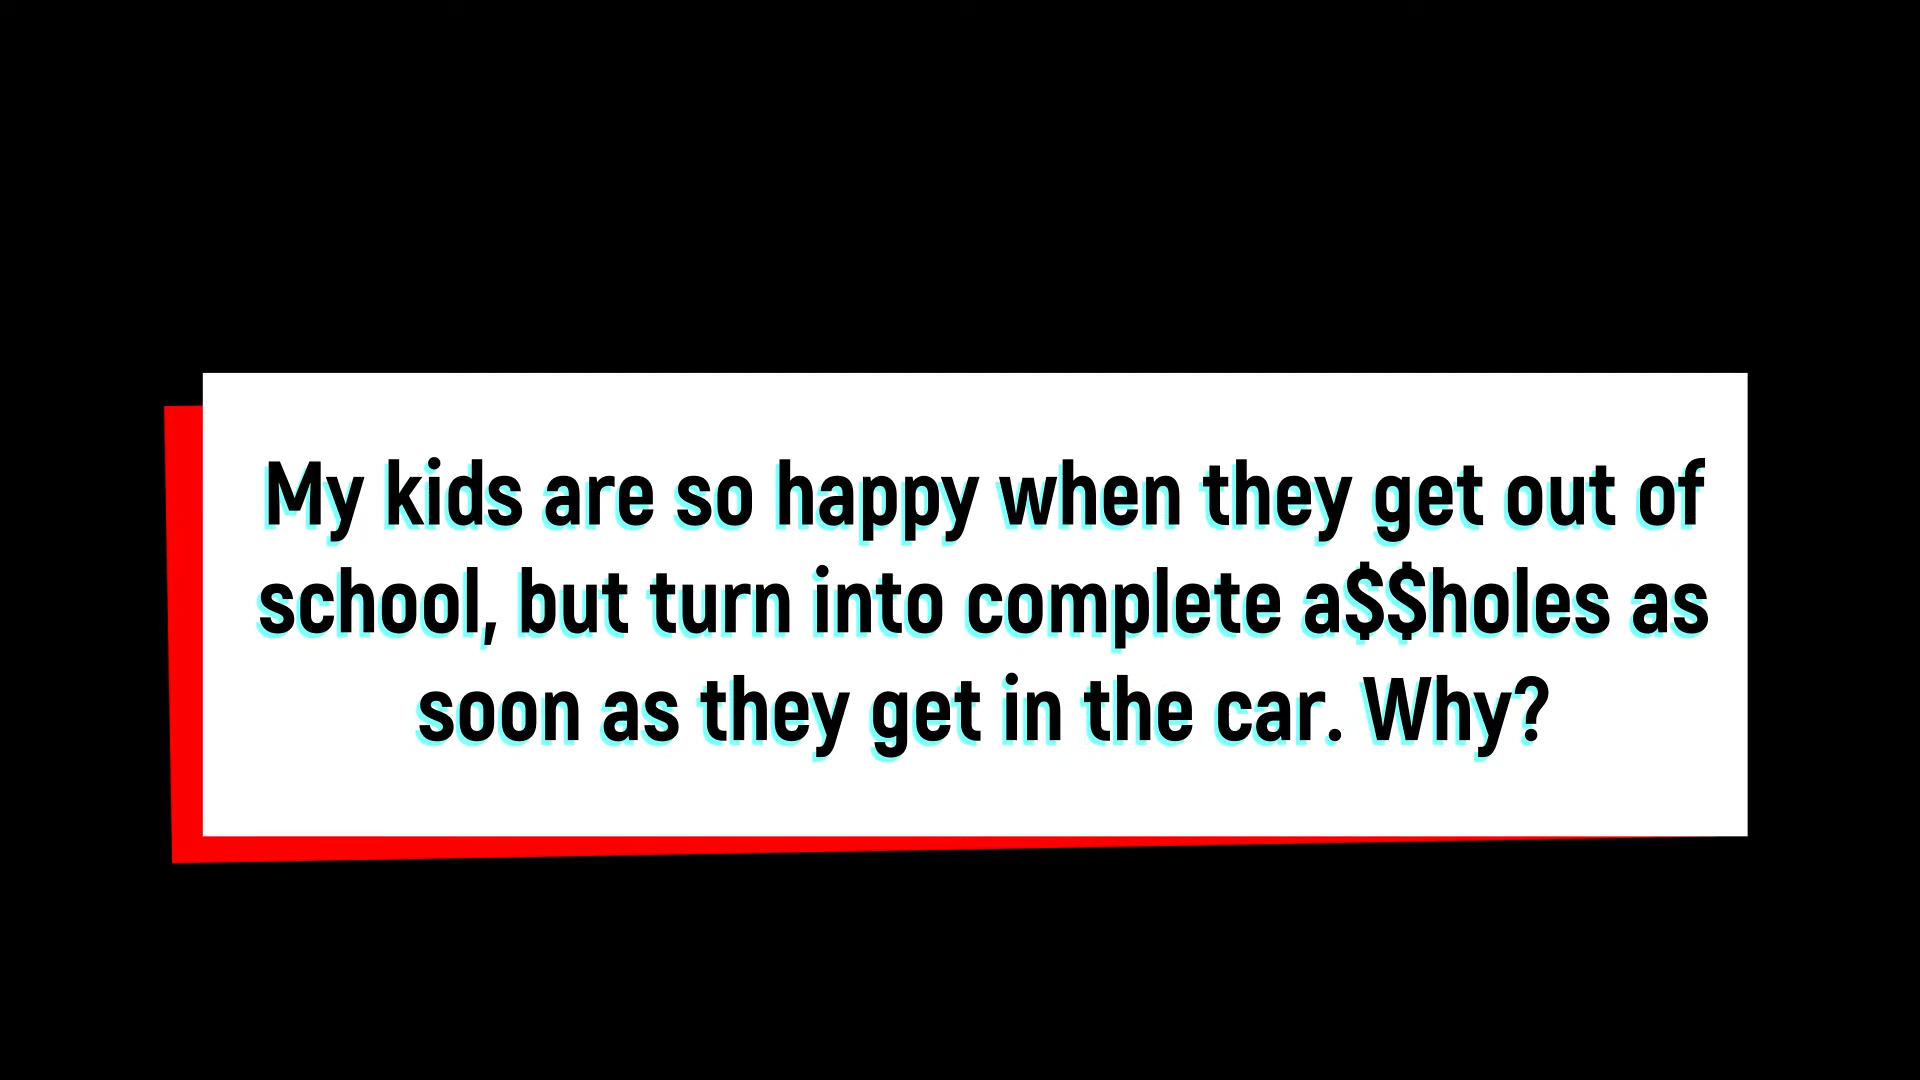 My kids are so happy when they get out of
school, but turn into complete a$$holes as
soon as they get in the car. Why?